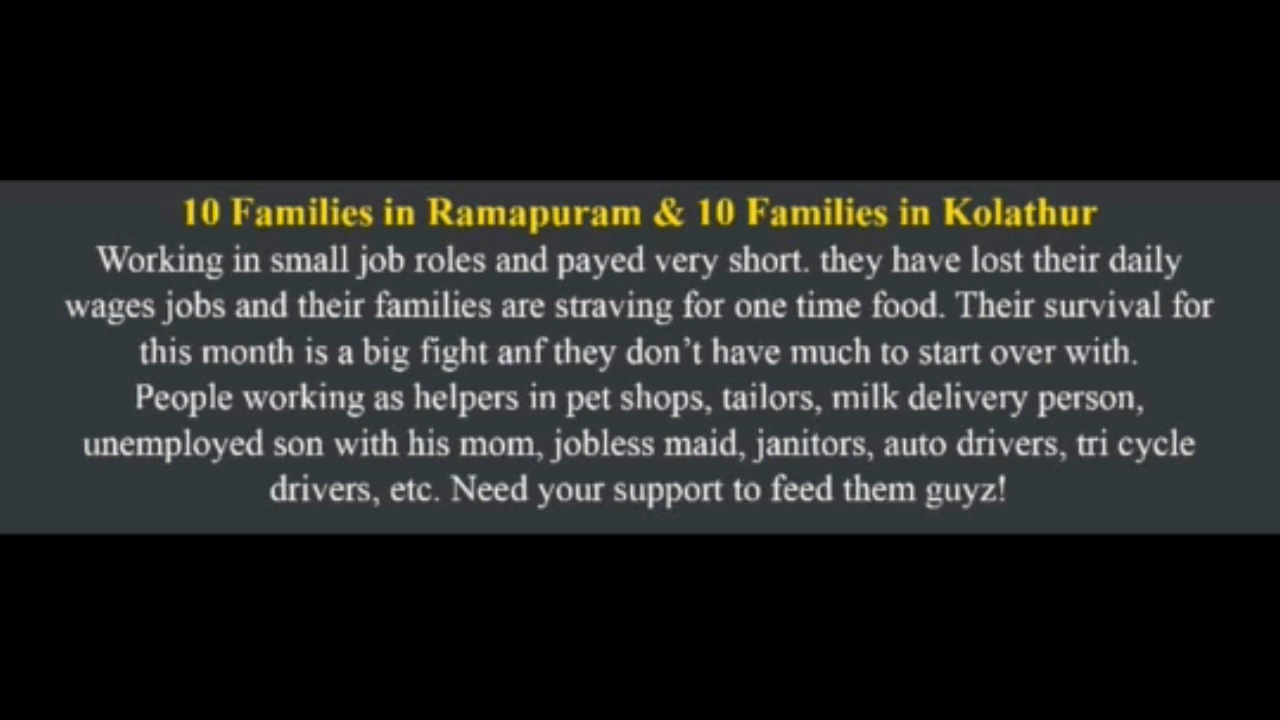 10 Families in Ramapuram & 10 Families in Kolathur
Working in small job roles and payed very short. they have lost their daily
wages jobs and their families are straving for one time food. Their survival for
this month is a big fight anf they don't have much to start over with.
People working as helpers in pet shops, tailors, milk delivery person,
unemployed son with his mom, jobless maid, janitors, auto drivers, tri cycle
drivers, etc. Need your support to feed them guyz!